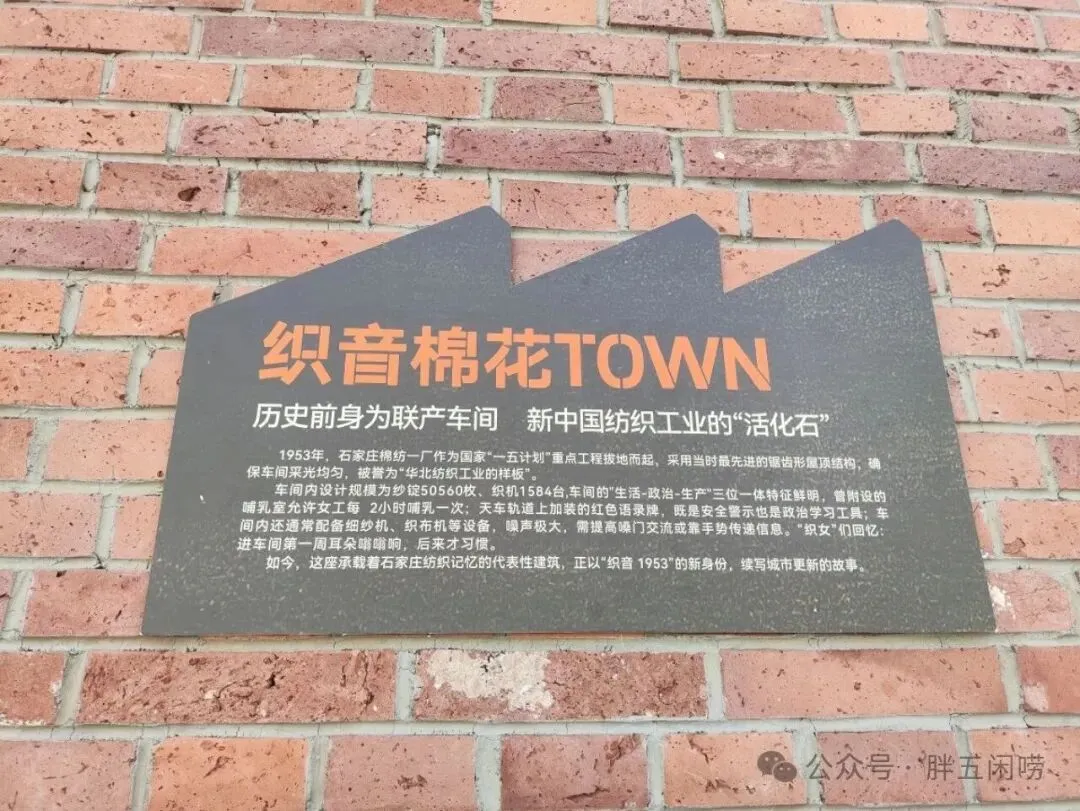 织音棉花TOWN
历史前身为联产车间 新中国纺织工业的“活化石”
1953年，石家庄棉纺一厂作为国家“一五计划”重点工程拔地而起，采用当时最先进的锯齿形屋顶结构，确
保车间采光均匀，被誉为“华北纺织工业的样板”。
车间内设计规模为纱锭50560枚、织机1584台,车间的“生活-政治-生产”三位一体特征鲜明，管附设的
哺乳室允许女工每 2小时哺乳一次；天车轨道上加装的红色语录牌，既是安全警示也是政治学习工具；车
间内还通常配备细纱机、织布机等设备，噪声极大，需提高嗓门交流或靠手势传递信息。“织女”们回忆：
进车间第一周耳朵嗡嗡响，后来才习惯。
如今，这座承载着石家庄纺织记忆的代表性建筑，正以“织音 1953”的新身份，续写城市更新的故事。
公众号·胖五闲唠